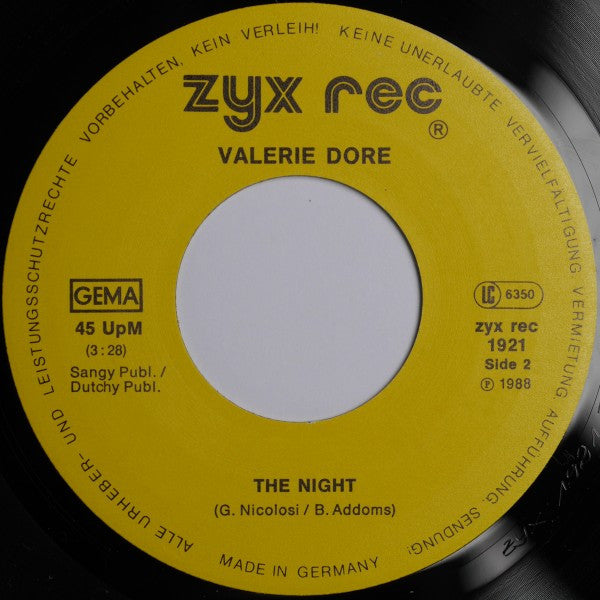 ALLE URHEBER- UND LEISTUNGSSCHUTZRECHTE VORBEHALTEN, KEIN VERLEIH! KEINE UNERLAUBTE VERVIELFÄLTIGUNG, VERMIETUNG, AUFFÜHRUNG, SENDUNG!
zyx rec
®
VALERIE DORE
GEMA
45 UpM
(3:28)
Sangy Publ./
Dutchy Publ.
LC 6350
zyx rec
1921
Side 2
℗ 1988
THE NIGHT
(G. Nicolosi / B. Addoms)
MADE IN GERMANY